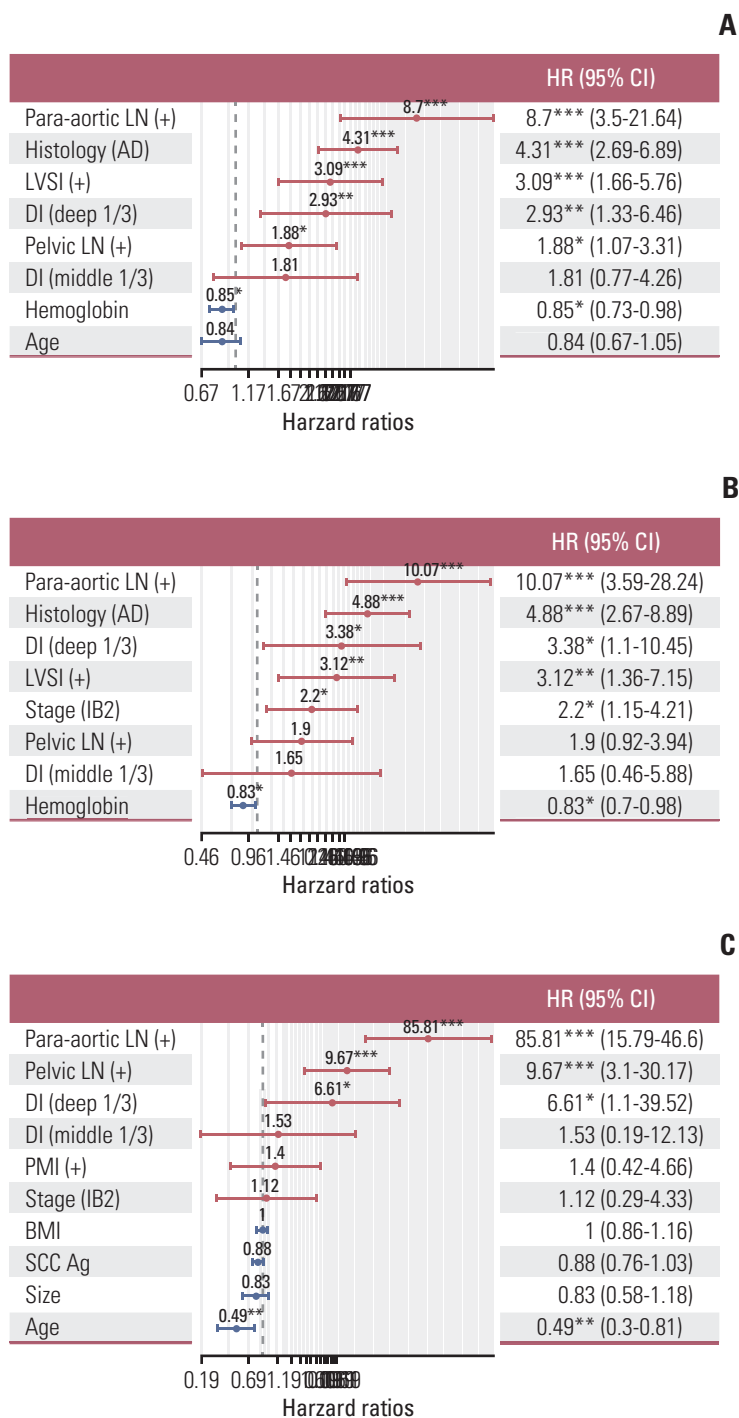 A
HR (95% CI)
Para-aortic LN (+) 8.7*** 8.7*** (3.5-21.64)
Histology (AD) 4.31*** 4.31*** (2.69-6.89)
LVSI (+) 3.09*** 3.09*** (1.66-5.76)
DI (deep 1/3) 2.93** 2.93** (1.33-6.46)
Pelvic LN (+) 1.88* 1.88* (1.07-3.31)
DI (middle 1/3) 1.81 1.81 (0.77-4.26)
Hemoglobin 0.85* 0.85* (0.73-0.98)
Age 0.84 0.84 (0.67-1.05)
0.67 1.17 1.67
Harzard ratios
B
HR (95% CI)
Para-aortic LN (+) 10.07*** 10.07*** (3.59-28.24)
Histology (AD) 4.88*** 4.88*** (2.67-8.89)
DI (deep 1/3) 3.38* 3.38* (1.1-10.45)
LVSI (+) 3.12** 3.12** (1.36-7.15)
Stage (IB2) 2.2* 2.2* (1.15-4.21)
Pelvic LN (+) 1.9 1.9 (0.92-3.94)
DI (middle 1/3) 1.65 1.65 (0.46-5.88)
Hemoglobin 0.83* 0.83* (0.7-0.98)
0.46 0.96 1.46
Harzard ratios
C
HR (95% CI)
Para-aortic LN (+) 85.81*** 85.81*** (15.79-46.6)
Pelvic LN (+) 9.67*** 9.67*** (3.1-30.17)
DI (deep 1/3) 6.61* 6.61* (1.1-39.52)
DI (middle 1/3) 1.53 1.53 (0.19-12.13)
PMI (+) 1.4 1.4 (0.42-4.66)
Stage (IB2) 1.12 1.12 (0.29-4.33)
BMI 1 1 (0.86-1.16)
SCC Ag 0.88 0.88 (0.76-1.03)
Size 0.83 0.83 (0.58-1.18)
Age 0.49** 0.49** (0.3-0.81)
0.19 0.69 1.19
Harzard ratios